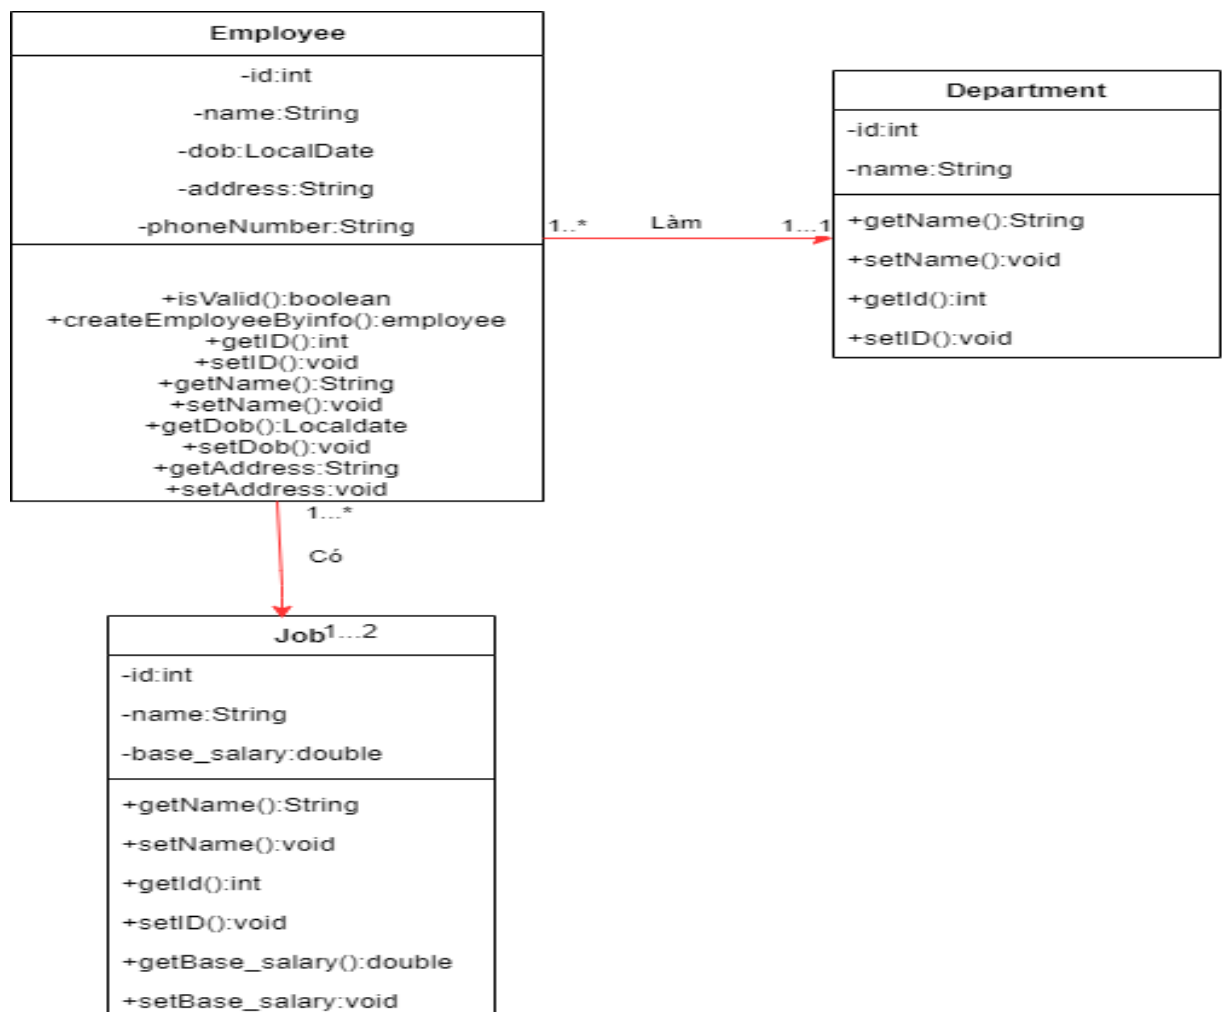 Employee
-id:int
-name:String
-dob:LocalDate
-address:String
-phoneNumber:String
+isValid():boolean
+createEmployeeByinfo():employee
+getID():int
+setID():void
+getName():String
+setName():void
+getDob():Localdate
+setDob():void
+getAddress:String
+setAddress:void
1..*
Làm
1...1
Department
-id:int
-name:String
+getName():String
+setName():void
+getId():int
+setID():void
1...*
Có
Job
1...2
-id:int
-name:String
-base_salary:double
+getName():String
+setName():void
+getId():int
+setID():void
+getBase_salary():double
+setBase_salary:void